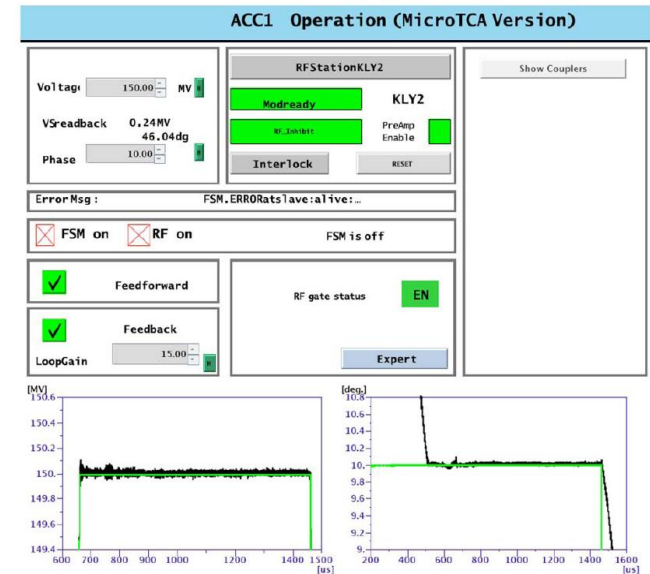 ACC1 Operation (MicroTCA Version)
Voltage 150.00 MV
VSreadback 0.24MV
46.04dg
Phase 10.00
RFStationKLY2
Modready KLY2
RF_Inhibit PreAmp
Enable
Interlock RESET
Show Couplers
Error Msg : FSM.ERRORatslave:alive:…
FSM on RF on FSM is off
Feedforward
Feedback
LoopGain 15.00
RF gate status EN
Expert
[MV]
150.6
150.4
150.2
150.
149.8
149.6
149.4
600 700 800 900 1000 1200 1400 1500
[us]
[deg.]
10.8
10.6
10.4
10.2
10.
9.8
9.6
9.4
9.2
9.
200 400 600 800 1000 1200 1400 1600
[us]